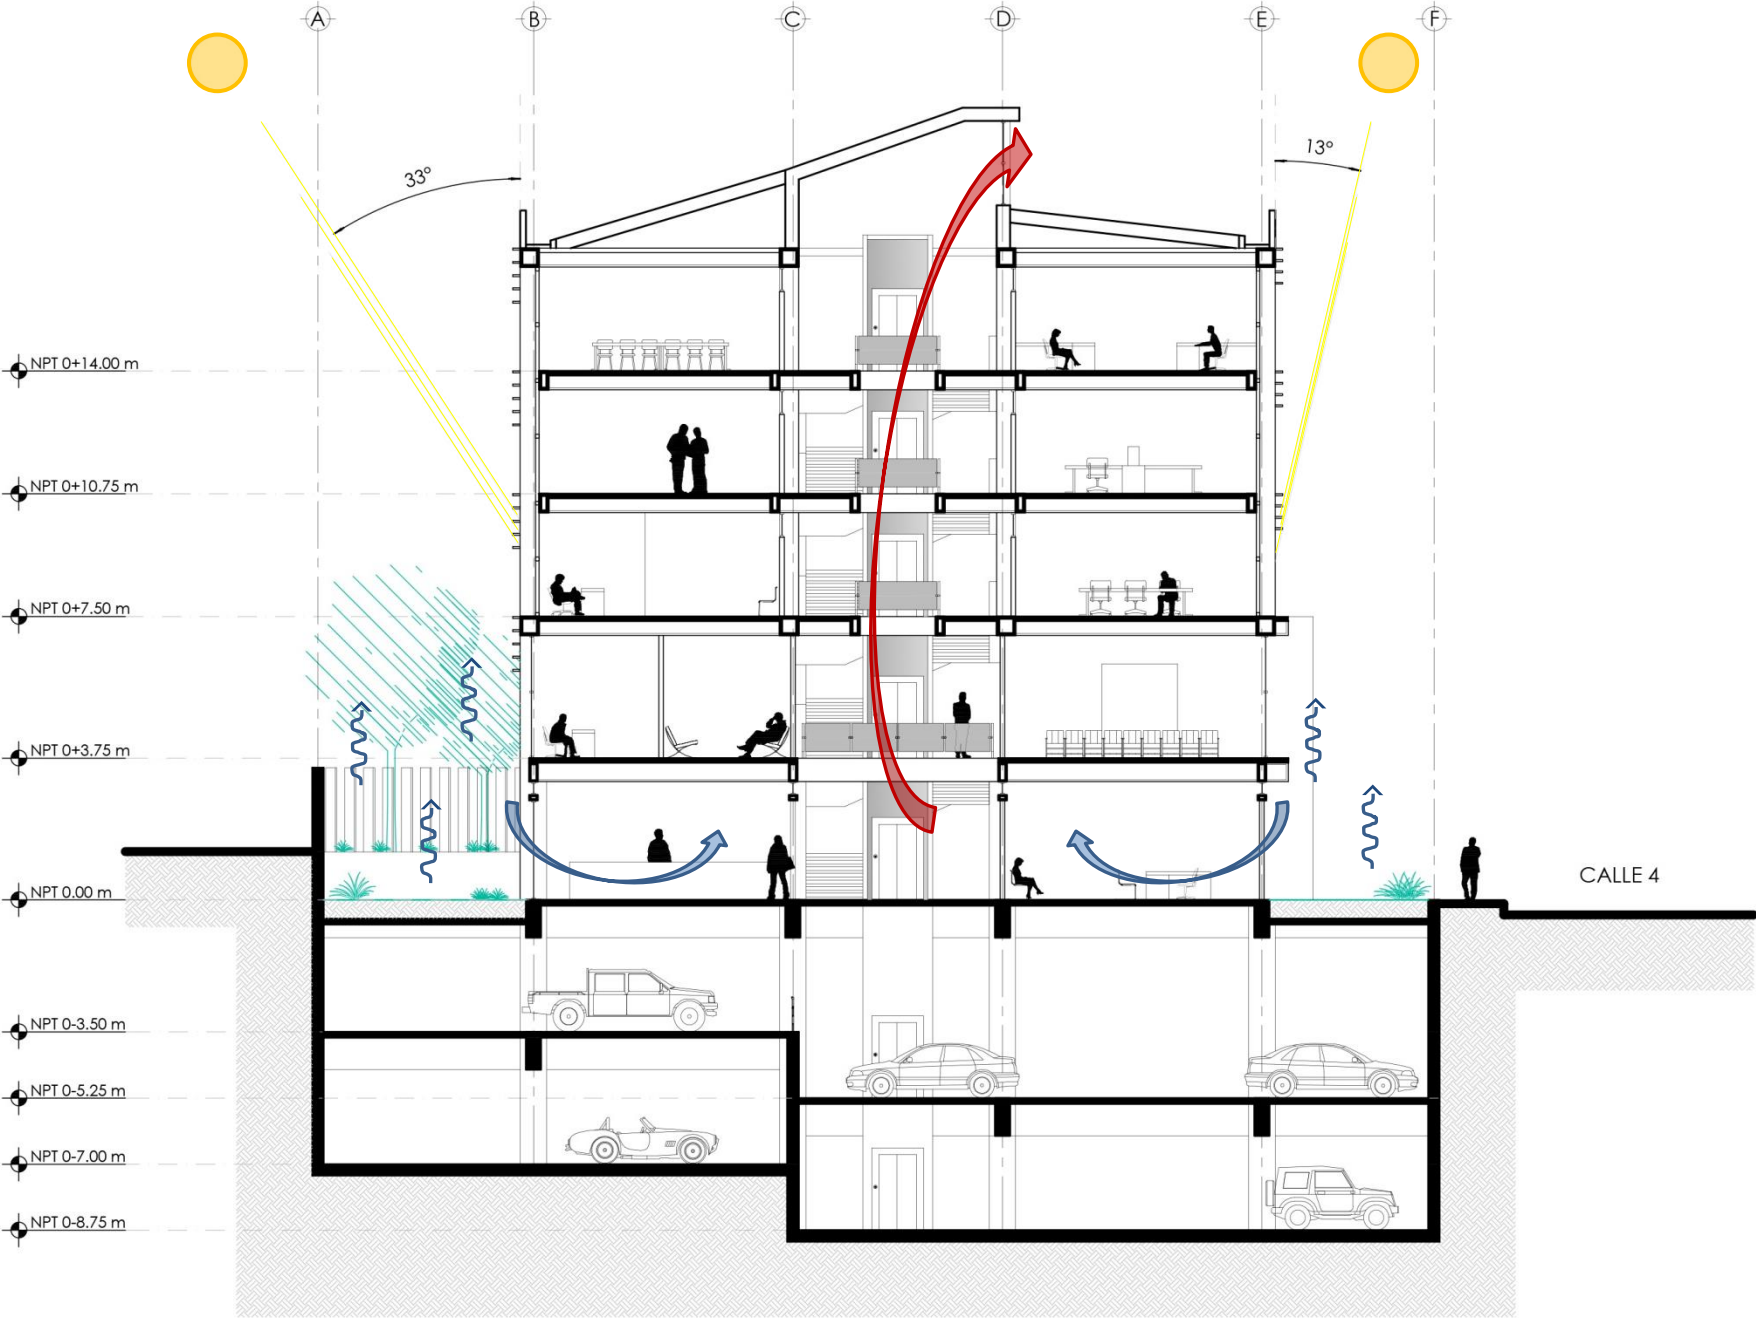 A B C D E F
33°
13°
NPT 0+14.00 m
NPT 0+10.75 m
NPT 0+7.50 m
NPT 0+3.75 m
NPT 0.00 m
CALLE 4
NPT 0-3.50 m
NPT 0-5.25 m
NPT 0-7.00 m
NPT 0-8.75 m